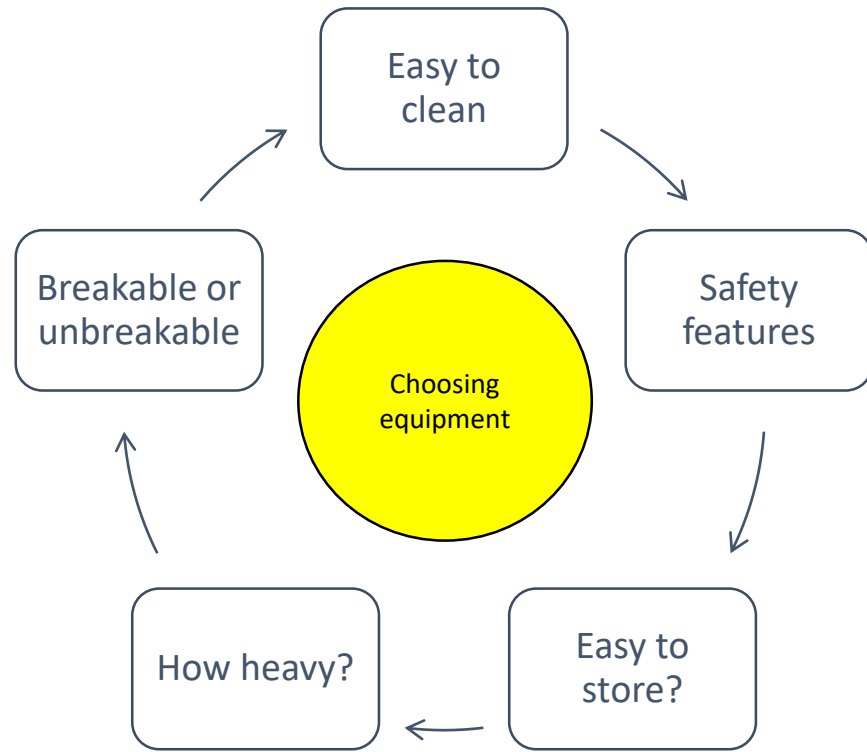 Easy to
clean
Safety
features
Easy to
store?
How heavy?
Breakable or
unbreakable
Choosing
equipment